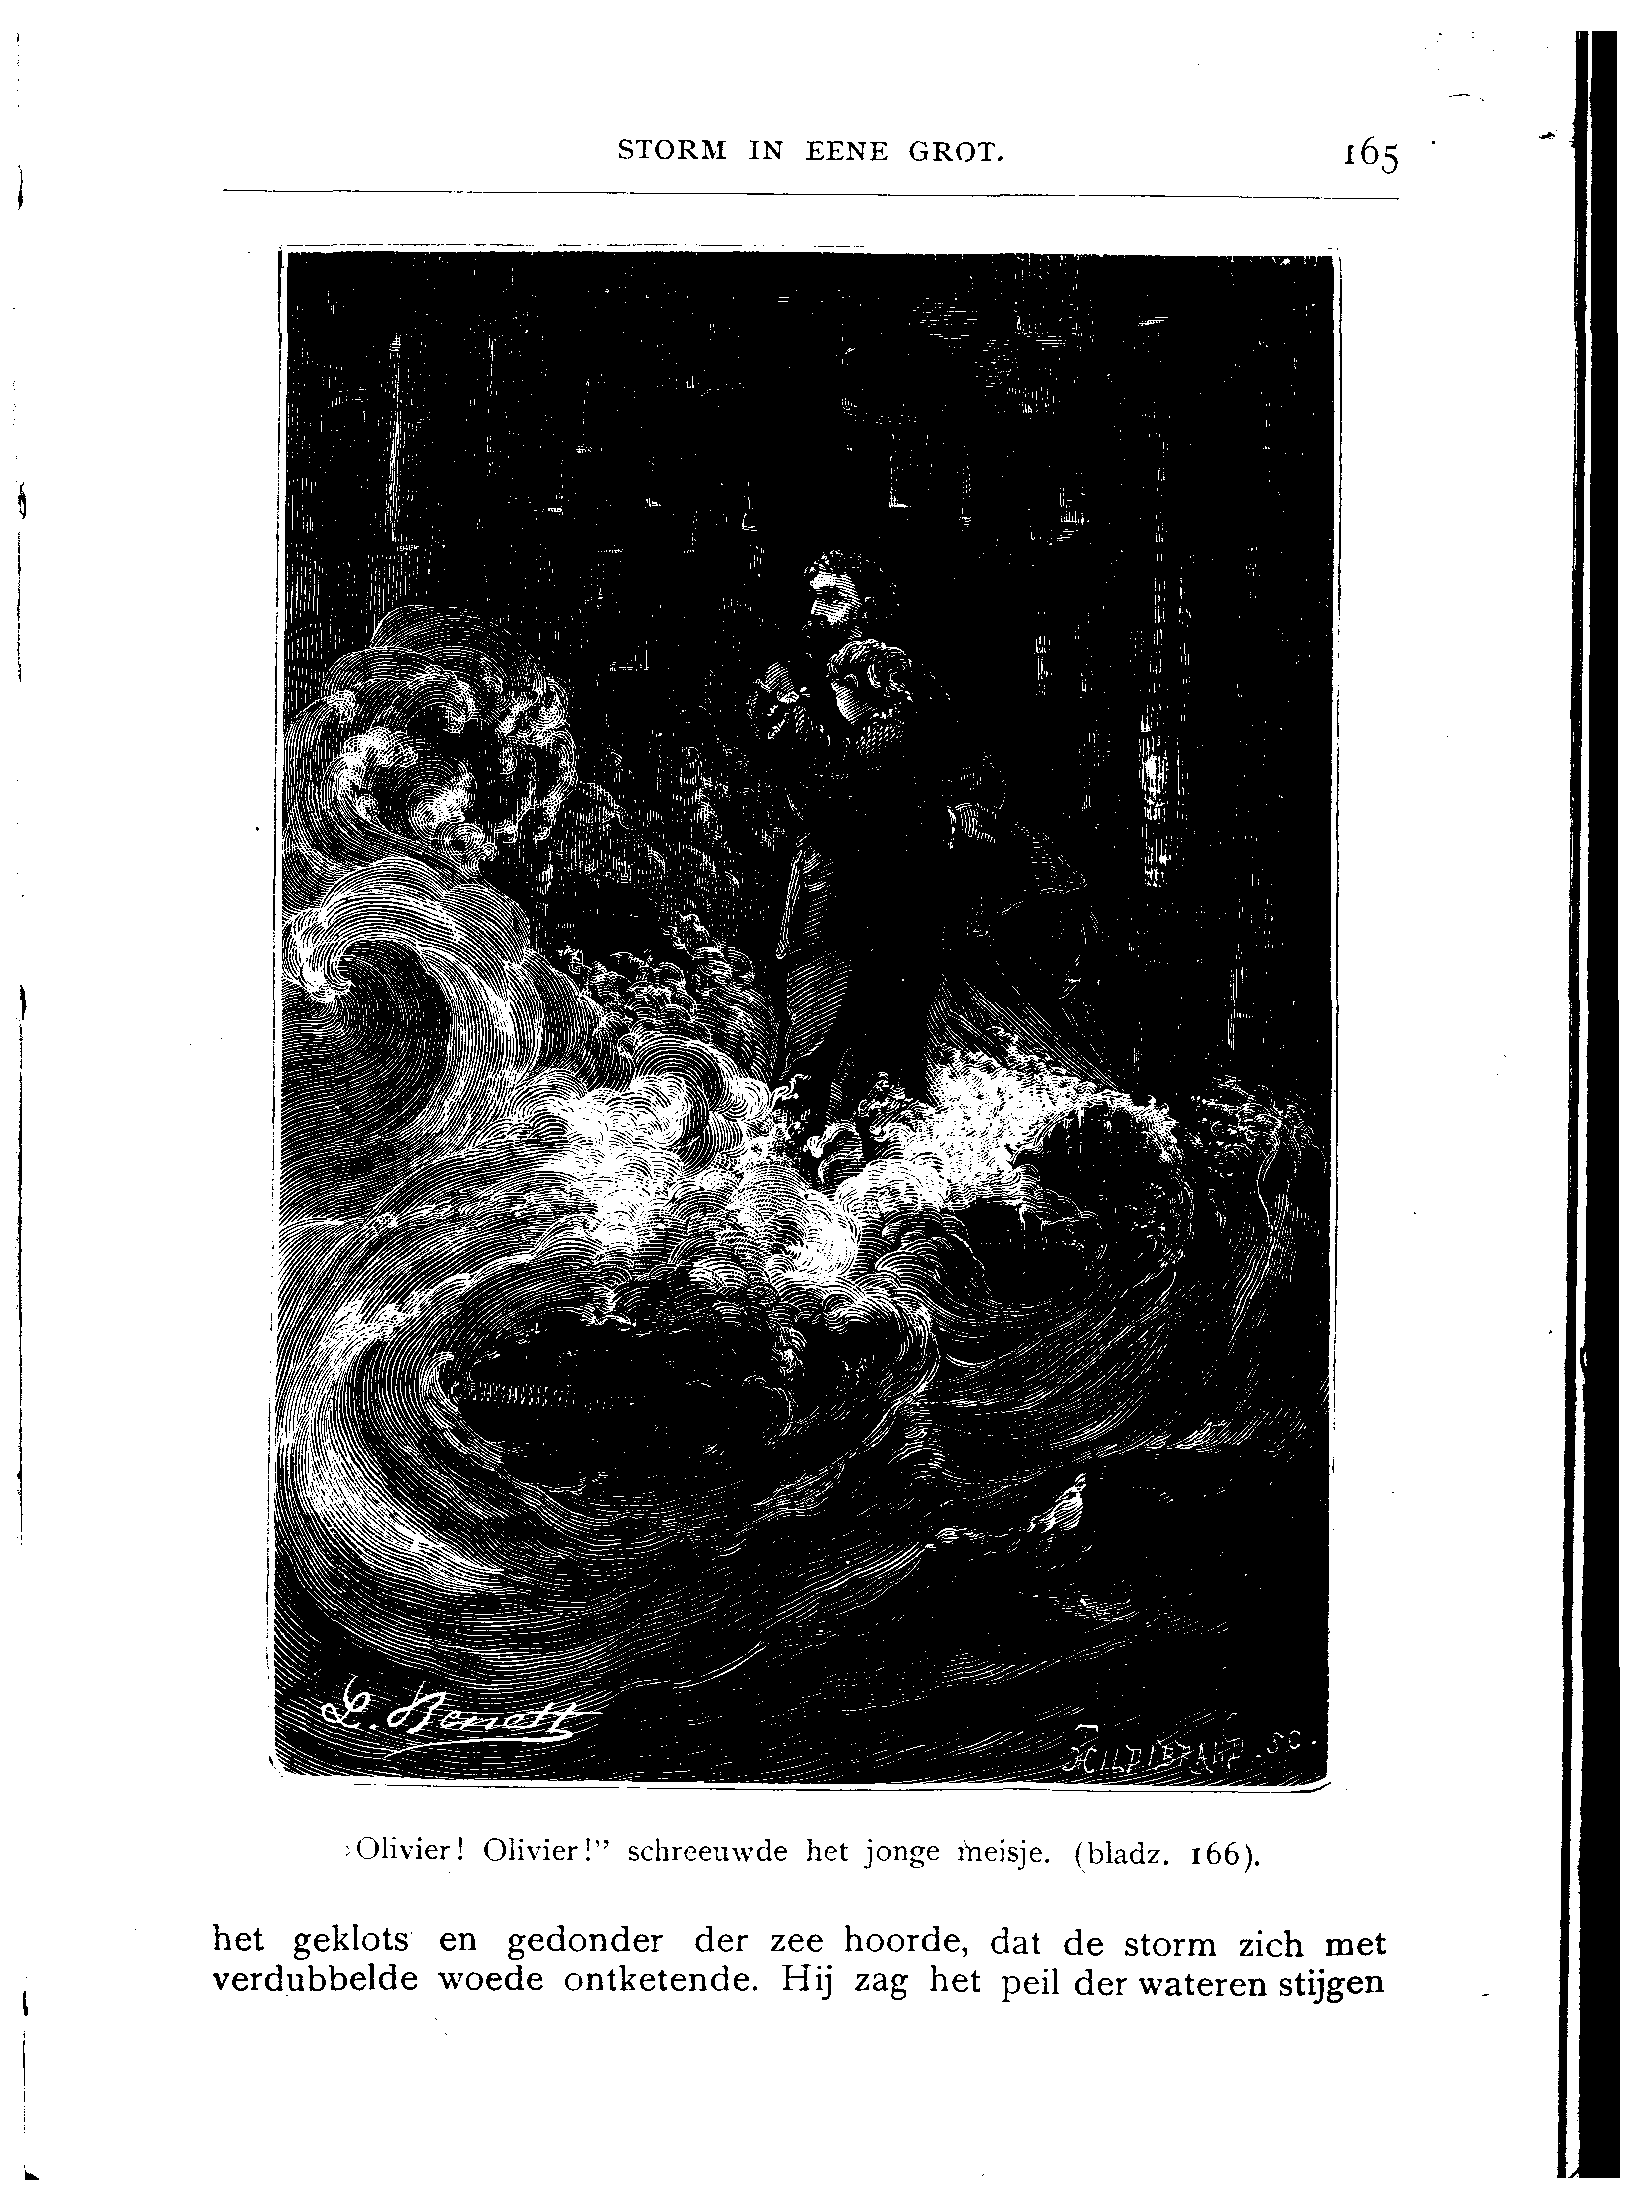 STORM IN EENE GROT. 165
L. Benett
HILDIBRAND. SC.
„Olivier! Olivier!” schreeuwde het jonge meisje. (bladz. 166).
het geklots en gedonder der zee hoorde, dat de storm zich met
verdubbelde woede ontketende. Hij zag het peil der wateren stijgen